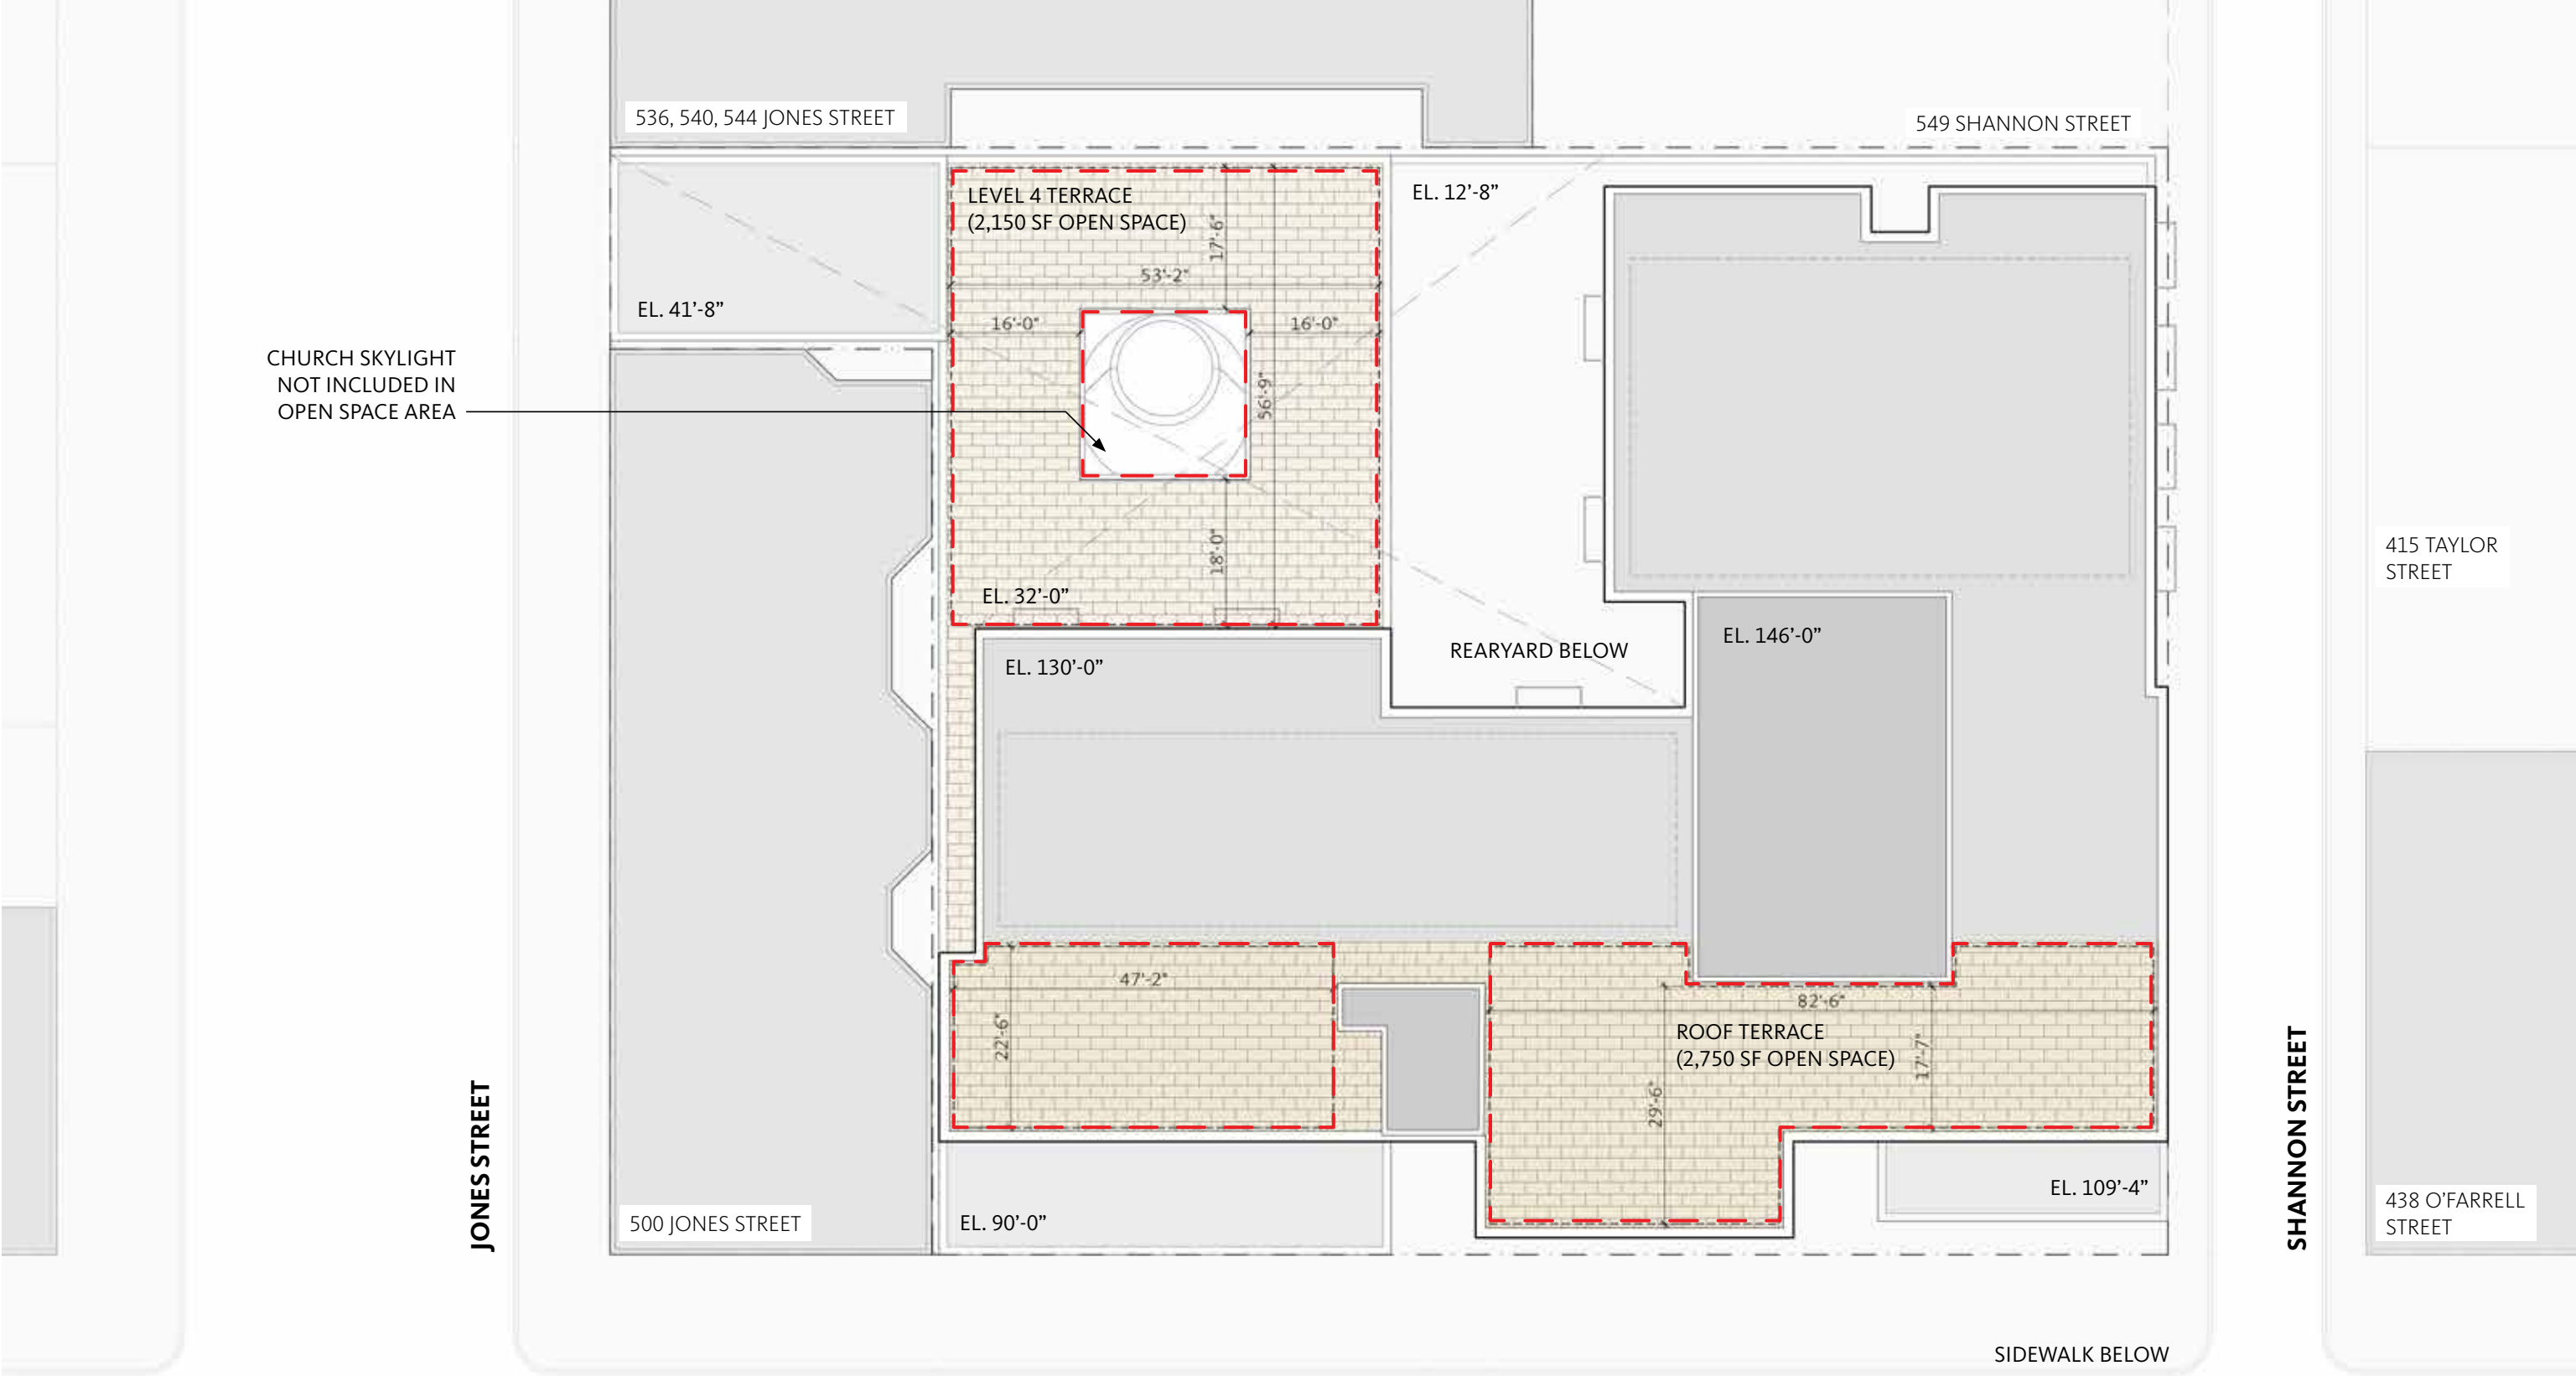 536, 540, 544 JONES STREET
549 SHANNON STREET
LEVEL 4 TERRACE
(2,150 SF OPEN SPACE)
EL. 12’-8”
17'-6"
53'-2"
EL. 41’-8”
16'-0"
16'-0"
CHURCH SKYLIGHT
NOT INCLUDED IN
OPEN SPACE AREA
56'-9"
18'-0"
415 TAYLOR
STREET
EL. 32’-0”
EL. 146’-0”
REARYARD BELOW
EL. 130’-0”
47'-2"
82'-6"
22'-6"
ROOF TERRACE
(2,750 SF OPEN SPACE)
17'-7"
29'-6"
JONES STREET
SHANNON STREET
EL. 109’-4”
438 O’FARRELL
STREET
500 JONES STREET
EL. 90’-0”
SIDEWALK BELOW